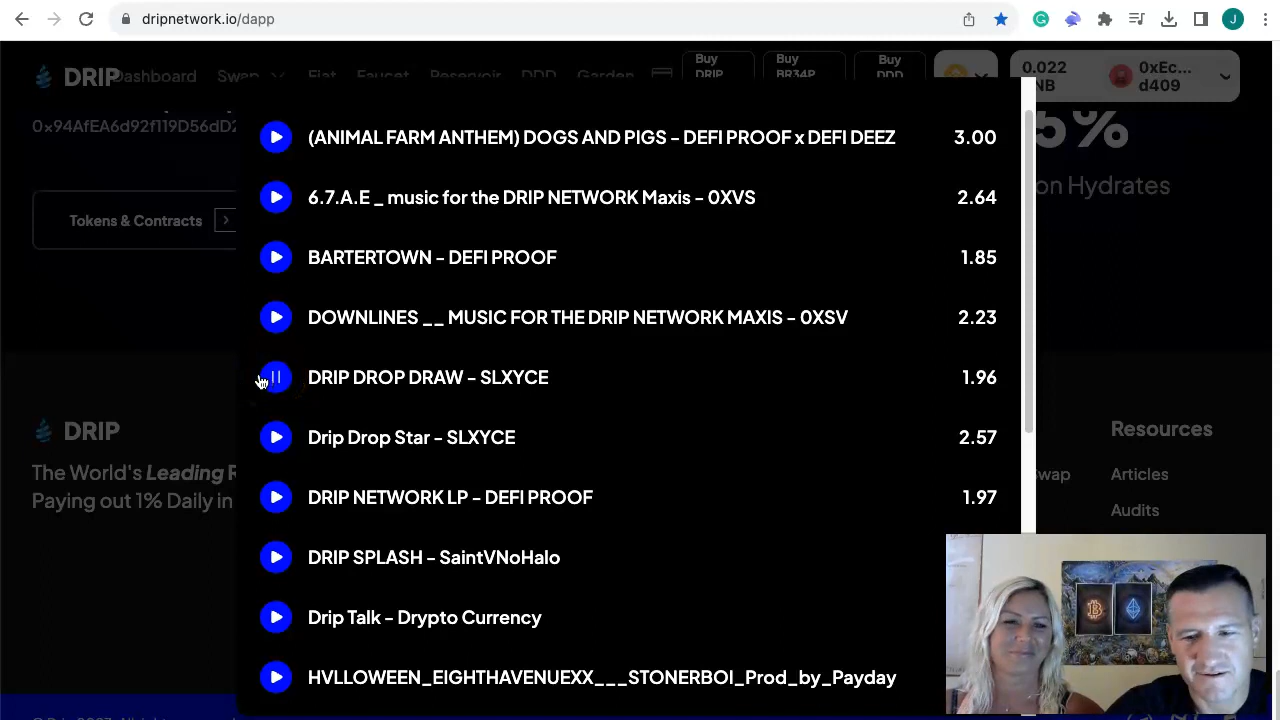 dripnetwork.io/dapp
DRIP
Dashboard
Swap
Fiat
Faucet
Reservoir
DDD
Garden
Buy
DRIP
Buy
BR34P
Buy
DDD
0.022
NB
0xEc...
d409
0x94AfEA6d92f119D56dD2
5%
on Hydrates
Tokens & Contracts
(ANIMAL FARM ANTHEM) DOGS AND PIGS - DEFI PROOF x DEFI DEEZ 3.00
6.7.A.E _ music for the DRIP NETWORK Maxis - 0XVS 2.64
BARTERTOWN - DEFI PROOF 1.85
DOWNLINES __ MUSIC FOR THE DRIP NETWORK MAXIS - 0XSV 2.23
DRIP DROP DRAW - SLXYCE 1.96
Drip Drop Star - SLXYCE 2.57
DRIP NETWORK LP - DEFI PROOF 1.97
DRIP SPLASH - SaintVNoHalo
Drip Talk - Drypto Currency
HVLLOWEEN_EIGHTHAVENUEXX___STONERBOI_Prod_by_Payday
DRIP
The World's Leading R
Paying out 1% Daily in
Resources
Swap
Articles
Audits
J